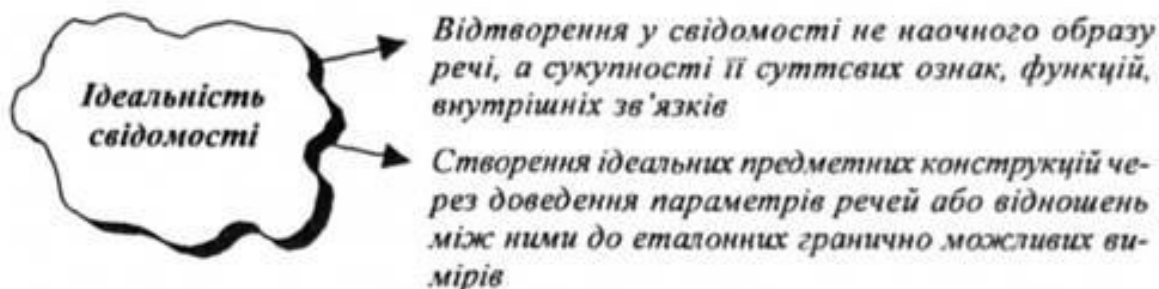 Ідеальність
свідомості
Відтворення у свідомості не наочного образу
речі, а сукупності її суттєвих ознак, функцій,
внутрішніх зв’язків
Створення ідеальних предметних конструкцій че-
рез доведення параметрів речей або відношень
між ними до еталонних гранично можливих ви-
мірів